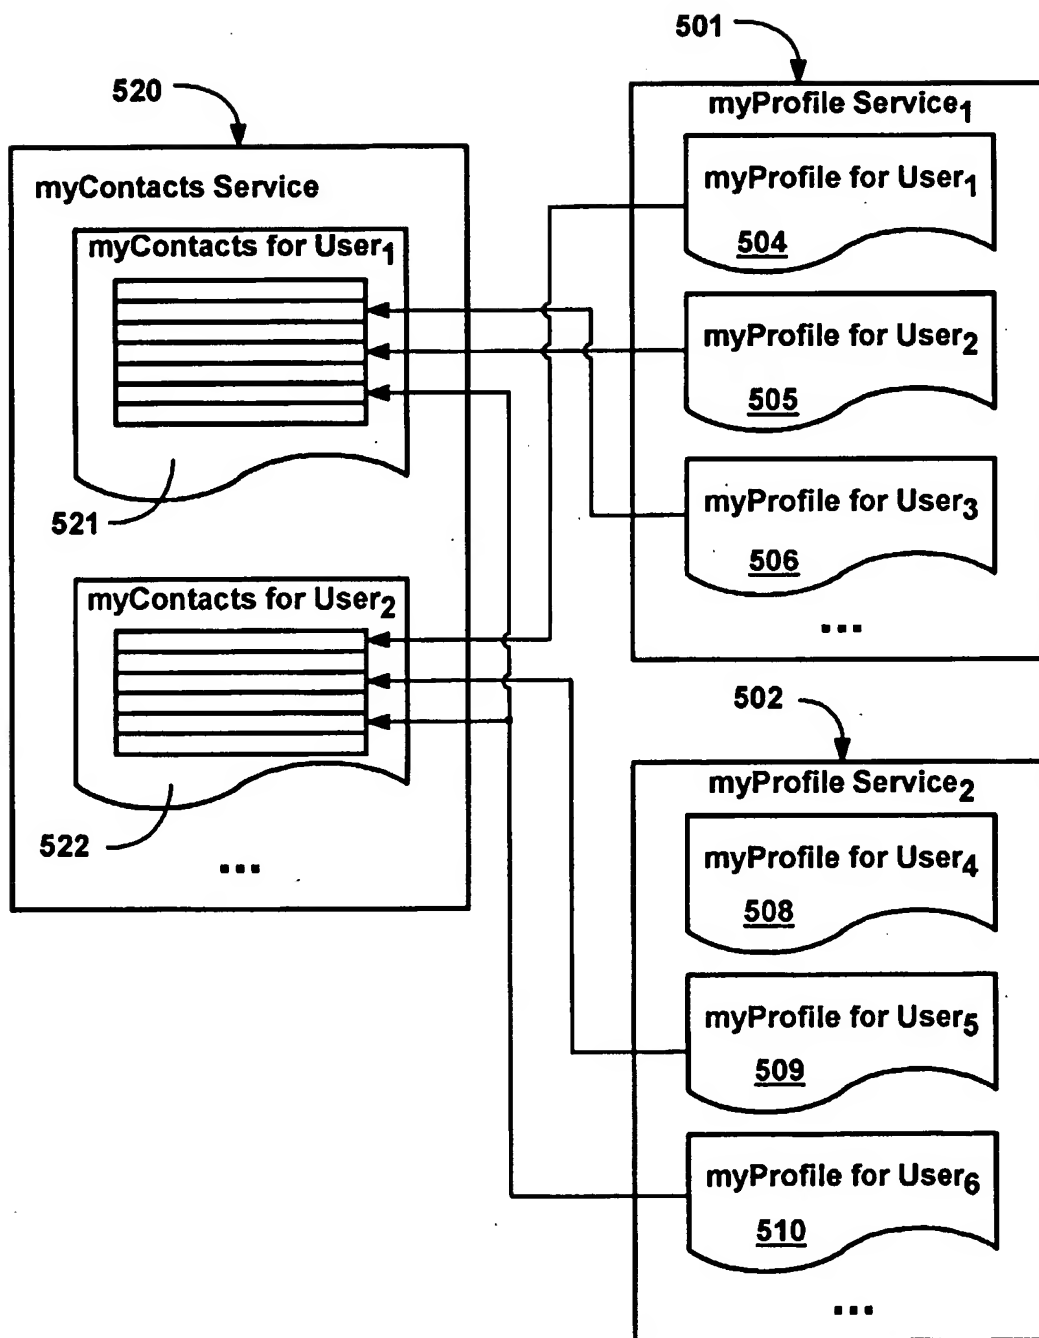 520
myContacts Service
myContacts for User1
521
myContacts for User2
522
...
501
myProfile Service1
myProfile for User1
504
myProfile for User2
505
myProfile for User3
506
...
502
myProfile Service2
myProfile for User4
508
myProfile for User5
509
myProfile for User6
510
...